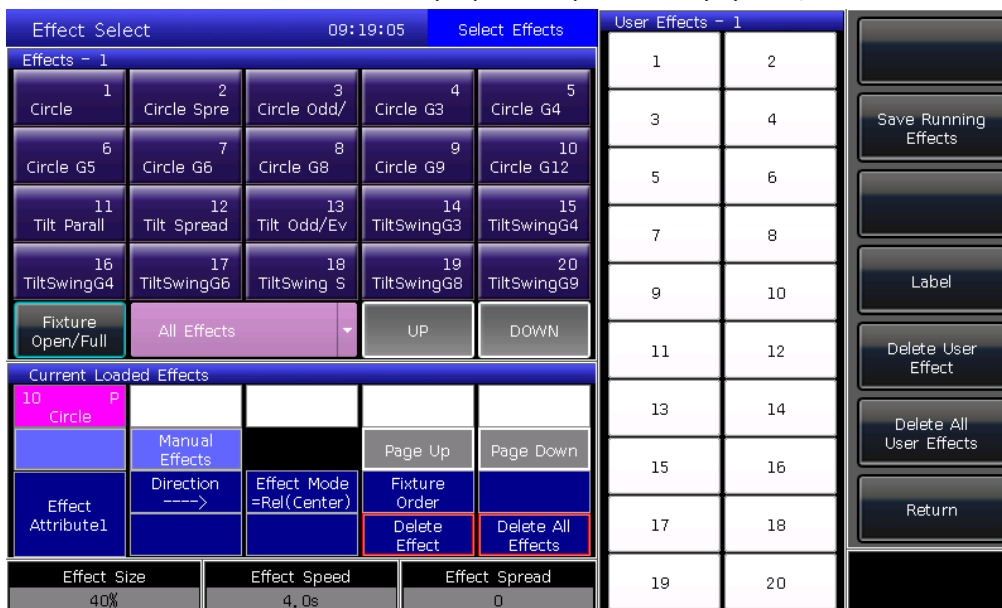 Effect Select 09:19:05 Select Effects
Effects - 1
1 2 3 4 5
Circle Circle Spre Circle Odd/ Circle G3 Circle G4
6 7 8 9 10
Circle G5 Circle G6 Circle G8 Circle G9 Circle G12
11 12 13 14 15
Tilt Parall Tilt Spread Tilt Odd/Ev TiltSwingG3 TiltSwingG4
16 17 18 19 20
TiltSwingG4 TiltSwingG6 TiltSwing S TiltSwingG8 TiltSwingG9
Fixture
Open/Full
All Effects
UP
DOWN
Current Loaded Effects
10 P
Circle
Manual
Effects
Page Up
Page Down
Effect
Attribute1
Direction
---->
Effect Mode
=Rel(Center)
Fixture
Order
Delete
Effect
Delete All
Effects
Effect Size
40%
Effect Speed
4.0s
Effect Spread
0
User Effects - 1
1 2
3 4
5 6
7 8
9 10
11 12
13 14
15 16
17 18
19 20
Save Running
Effects
Label
Delete User
Effect
Delete All
User Effects
Return